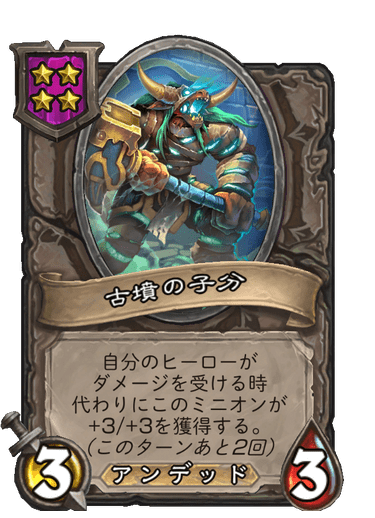 古墳の子分
自分のヒーローが
ダメージを受ける時
代わりにこのミニオンが
+3/+3を獲得する。
(このターンあと2回)
アンデッド
3
3